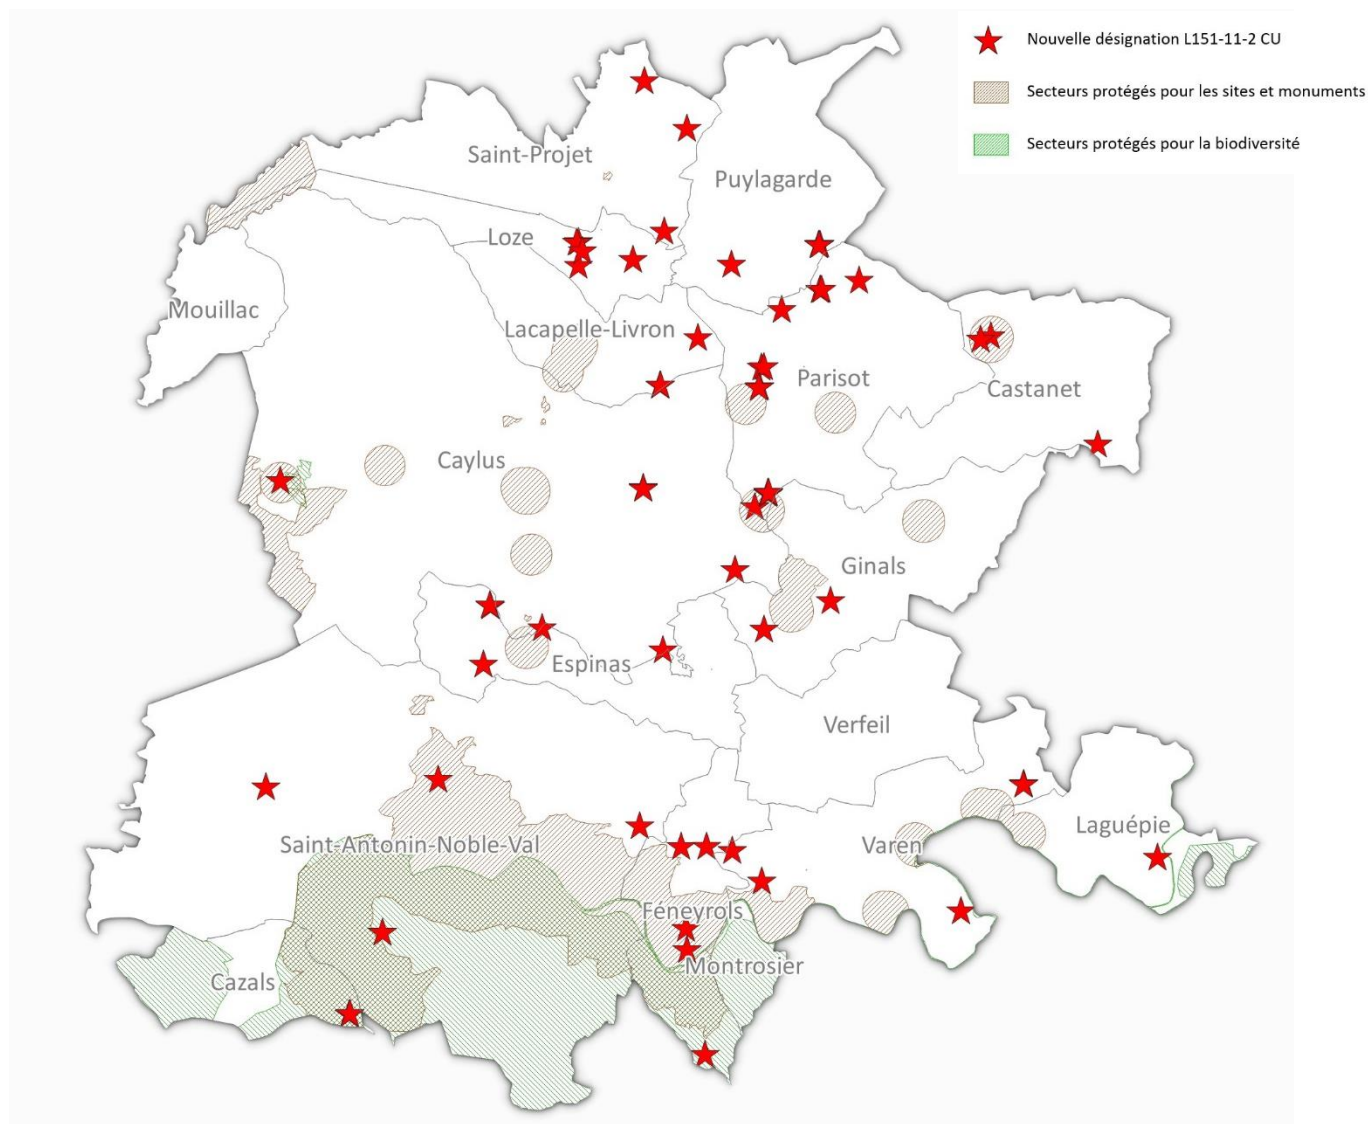 Nouvelle désignation L151-11-2 CU
Secteurs protégés pour les sites et monuments
Secteurs protégés pour la biodiversité
Saint-Projet
Puylagarde
Loze
Mouillac
Lacapelle-Livron
Parisot
Castanet
Caylus
Ginals
Espinas
Verfeil
Saint-Antonin-Noble-Val
Varen
Laguépie
Féneyrols
Montrosier
Cazals